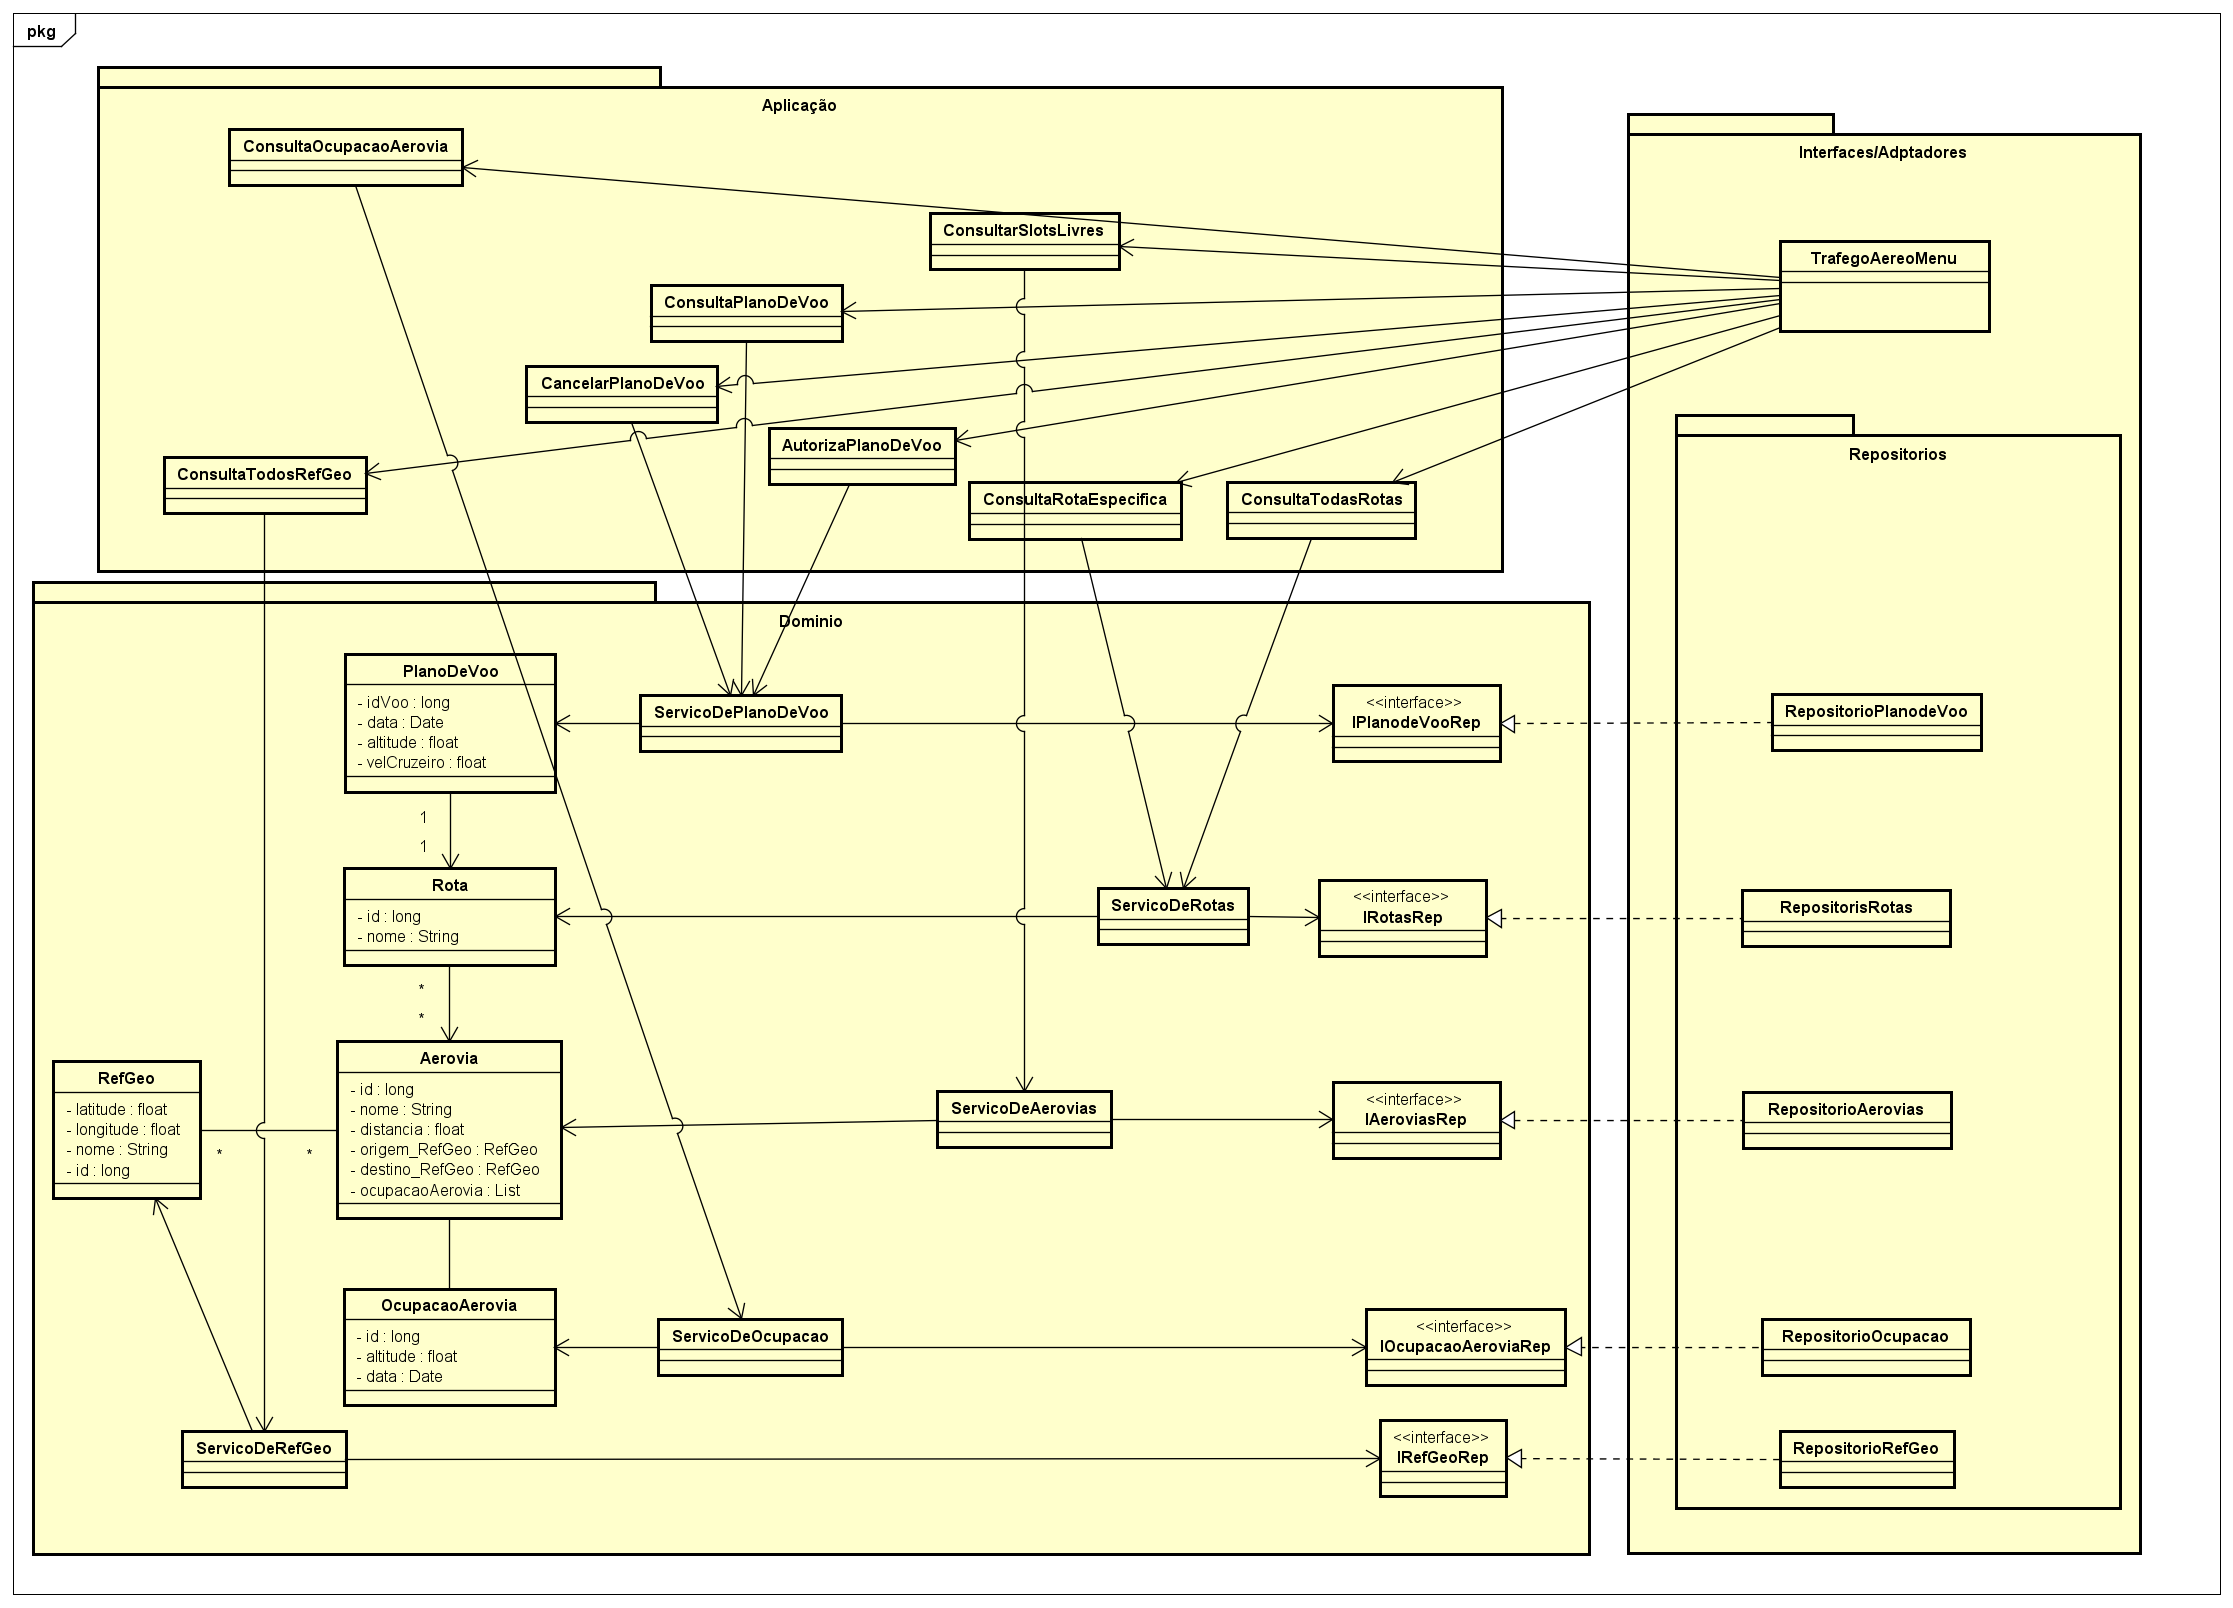 pkg
Aplicação
ConsultaOcupacaoAerovia
ConsultarSlotsLivres
ConsultaPlanoDeVoo
CancelarPlanoDeVoo
AutorizaPlanoDeVoo
ConsultaTodosRefGeo
ConsultaRotaEspecifica
ConsultaTodasRotas
Interfaces/Adptadores
TrafegoAereoMenu
Repositorios
RepositorioPlanodeVoo
RepositorisRotas
RepositorioAerovias
RepositorioOcupacao
RepositorioRefGeo
Dominio
PlanoDeVoo
- idVoo : long
- data : Date
- altitude : float
- velCruzeiro : float
ServicoDePlanoDeVoo
<<interface>>
IPlanodeVooRep
1
1
Rota
- id : long
- nome : String
ServicoDeRotas
<<interface>>
IRotasRep
*
*
RefGeo
- latitude : float
- longitude : float
- nome : String
- id : long
*
*
Aerovia
- id : long
- nome : String
- distancia : float
- origem_RefGeo : RefGeo
- destino_RefGeo : RefGeo
- ocupacaoAerovia : List
ServicoDeAerovias
<<interface>>
IAeroviasRep
OcupacaoAerovia
- id : long
- altitude : float
- data : Date
ServicoDeOcupacao
<<interface>>
IOcupacaoAeroviaRep
ServicoDeRefGeo
<<interface>>
IRefGeoRep